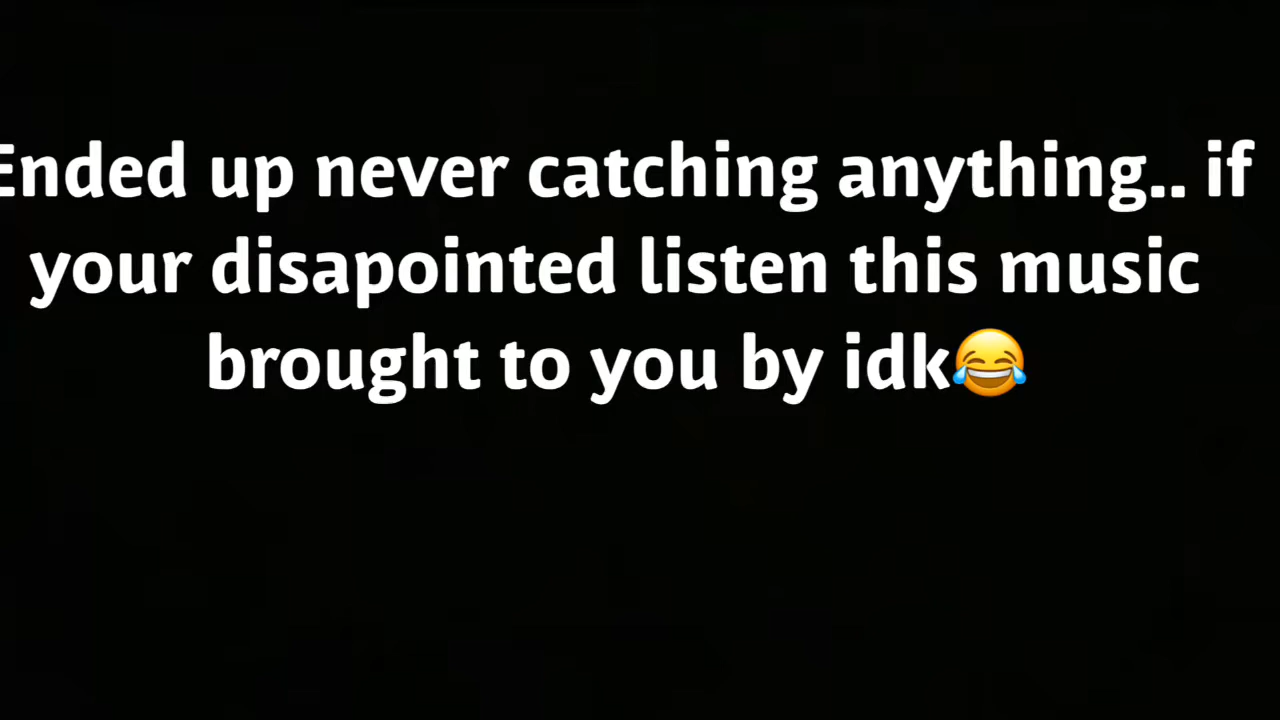 Ended up never catching anything.. if
your disapointed listen this music
brought to you by idk😂